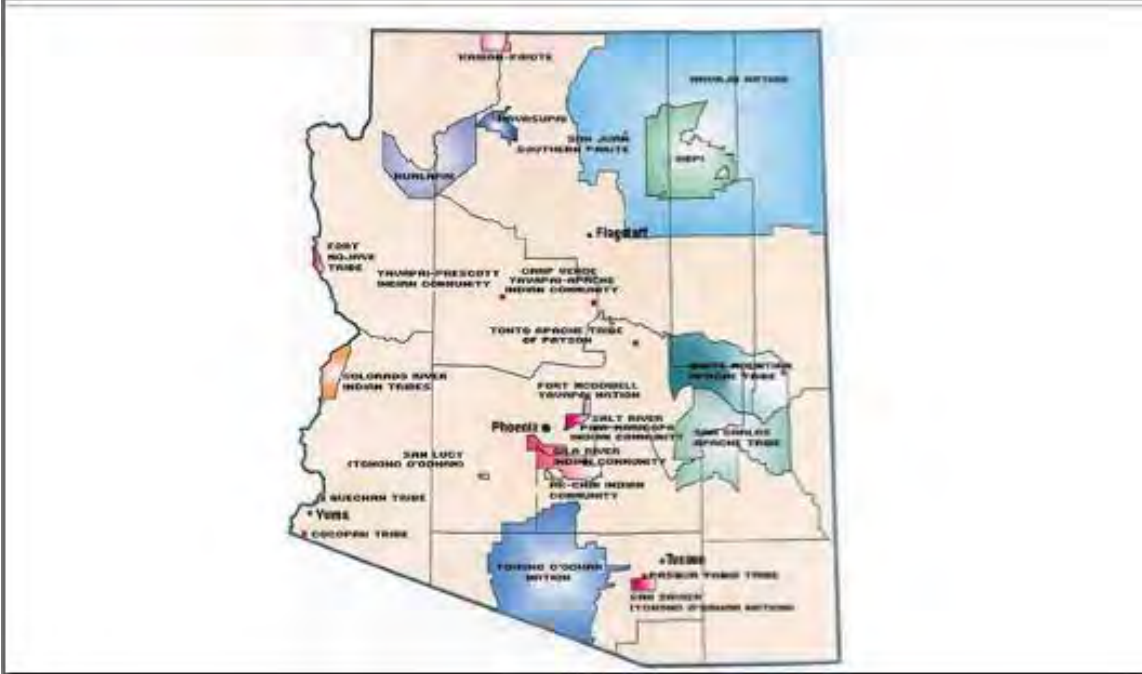 KAIBAB-PAIUTE
NAVAJO NATION
HAVASUPAI
SAN JUAN
SOUTHERN PAIUTE
HOPI
HUALAPAI
Flagstaff
FORT
MOJAVE
TRIBE
YAVAPAI-PRESCOTT
INDIAN COMMUNITY
CAMP VERDE
YAVAPAI-APACHE
INDIAN COMMUNITY
TONTO APACHE TRIBE
OF PAYSON
WHITE MOUNTAIN
APACHE TRIBE
COLORADO RIVER
INDIAN TRIBES
FORT MCDOWELL
YAVAPAI NATION
SALT RIVER
PIMA-MARICOPA
INDIAN COMMUNITY
Phoenix
SAN CARLOS
APACHE TRIBE
GILA RIVER
INDIAN COMMUNITY
SAN LUCY
(TOHONO O'ODHAM)
AK-CHIN INDIAN
COMMUNITY
QUECHAN TRIBE
Yuma
COCOPAH TRIBE
TOHONO O'ODHAM
NATION
Tucson
PASCUA YAQUI TRIBE
SAN XAVIER
(TOHONO O'ODHAM NATION)